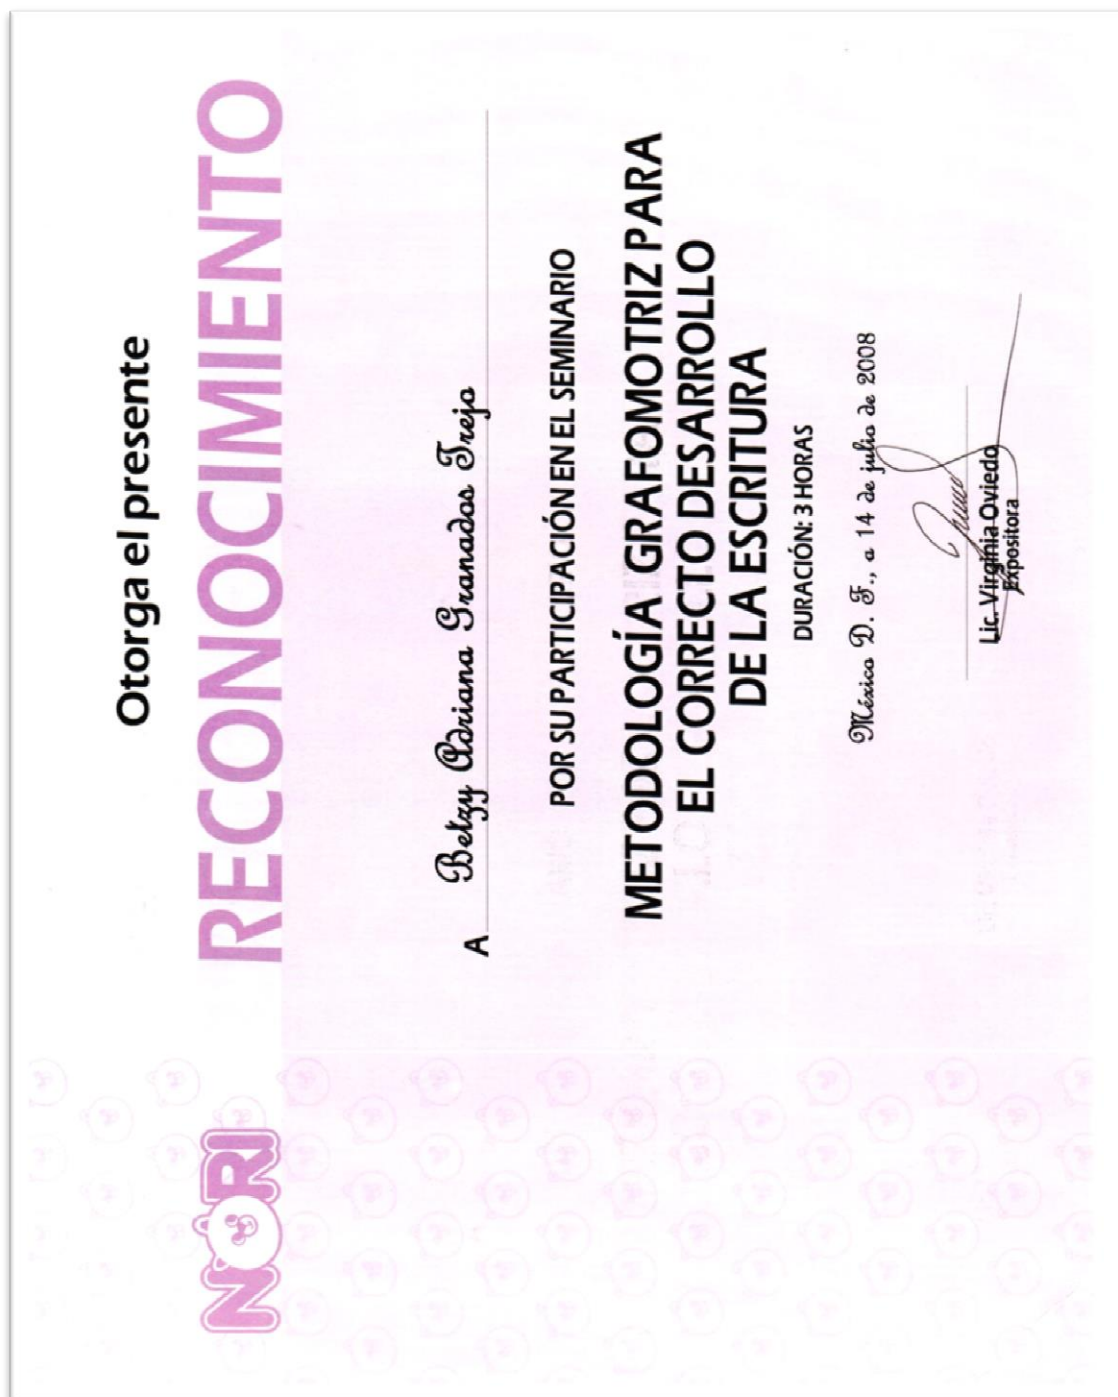 NORI
Otorga el presente
RECONOCIMIENTO
A Betzy Adriana Granados Trejo
POR SU PARTICIPACIÓN EN EL SEMINARIO
METODOLOGÍA GRAFOMOTRIZ PARA
EL CORRECTO DESARROLLO
DE LA ESCRITURA
DURACIÓN: 3 HORAS
México D. F., a 14 de julio de 2008
Lic. Virginia Oviedo
Expositora